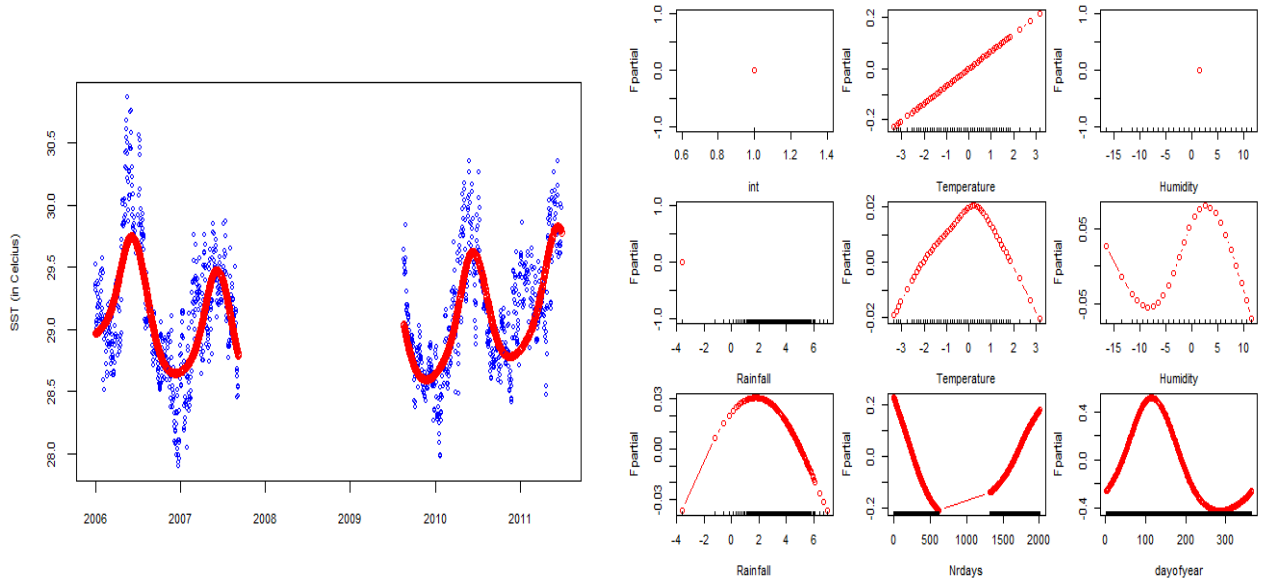 SST (in Celcius)
30.5
30.0
29.5
29.0
28.5
28.0
2006 2007 2008 2009 2010 2011
F partial
1.0
0.0
-1.0
0.6 0.8 1.0 1.2 1.4
int
F partial
0.2
0.0
-0.2
-3 -2 -1 0 1 2 3
Temperature
F partial
1.0
0.0
-1.0
-15 -10 -5 0 5 10
Humidity
F partial
1.0
0.0
-1.0
-4 -2 0 2 4 6
Rainfall
F partial
0.02
0.00
-0.02
-3 -2 -1 0 1 2 3
Temperature
F partial
0.05
-0.05
-15 -10 -5 0 5 10
Humidity
F partial
0.03
0.00
-0.03
-4 -2 0 2 4 6
Rainfall
F partial
0.2
0.0
-0.2
0 500 1000 1500 2000
Nrdays
F partial
0.4
0.0
-0.4
0 100 200 300
dayofyear